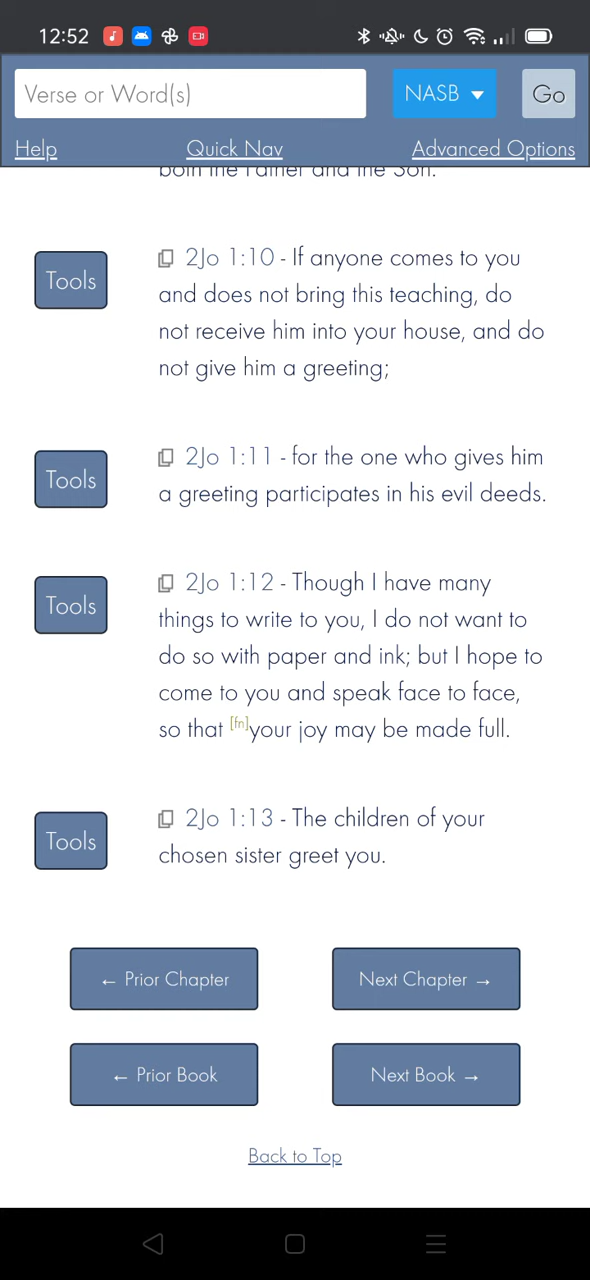 12:52
Verse or Word(s)
NASB
Go
Help
Quick Nav
Advanced Options
both the Father and the Son.
Tools
2Jo 1:10 - If anyone comes to you
and does not bring this teaching, do
not receive him into your house, and do
not give him a greeting;
Tools
2Jo 1:11 - for the one who gives him
a greeting participates in his evil deeds.
Tools
2Jo 1:12 - Though I have many
things to write to you, I do not want to
do so with paper and ink; but I hope to
come to you and speak face to face,
so that [fn]your joy may be made full.
Tools
2Jo 1:13 - The children of your
chosen sister greet you.
← Prior Chapter
Next Chapter →
← Prior Book
Next Book →
Back to Top